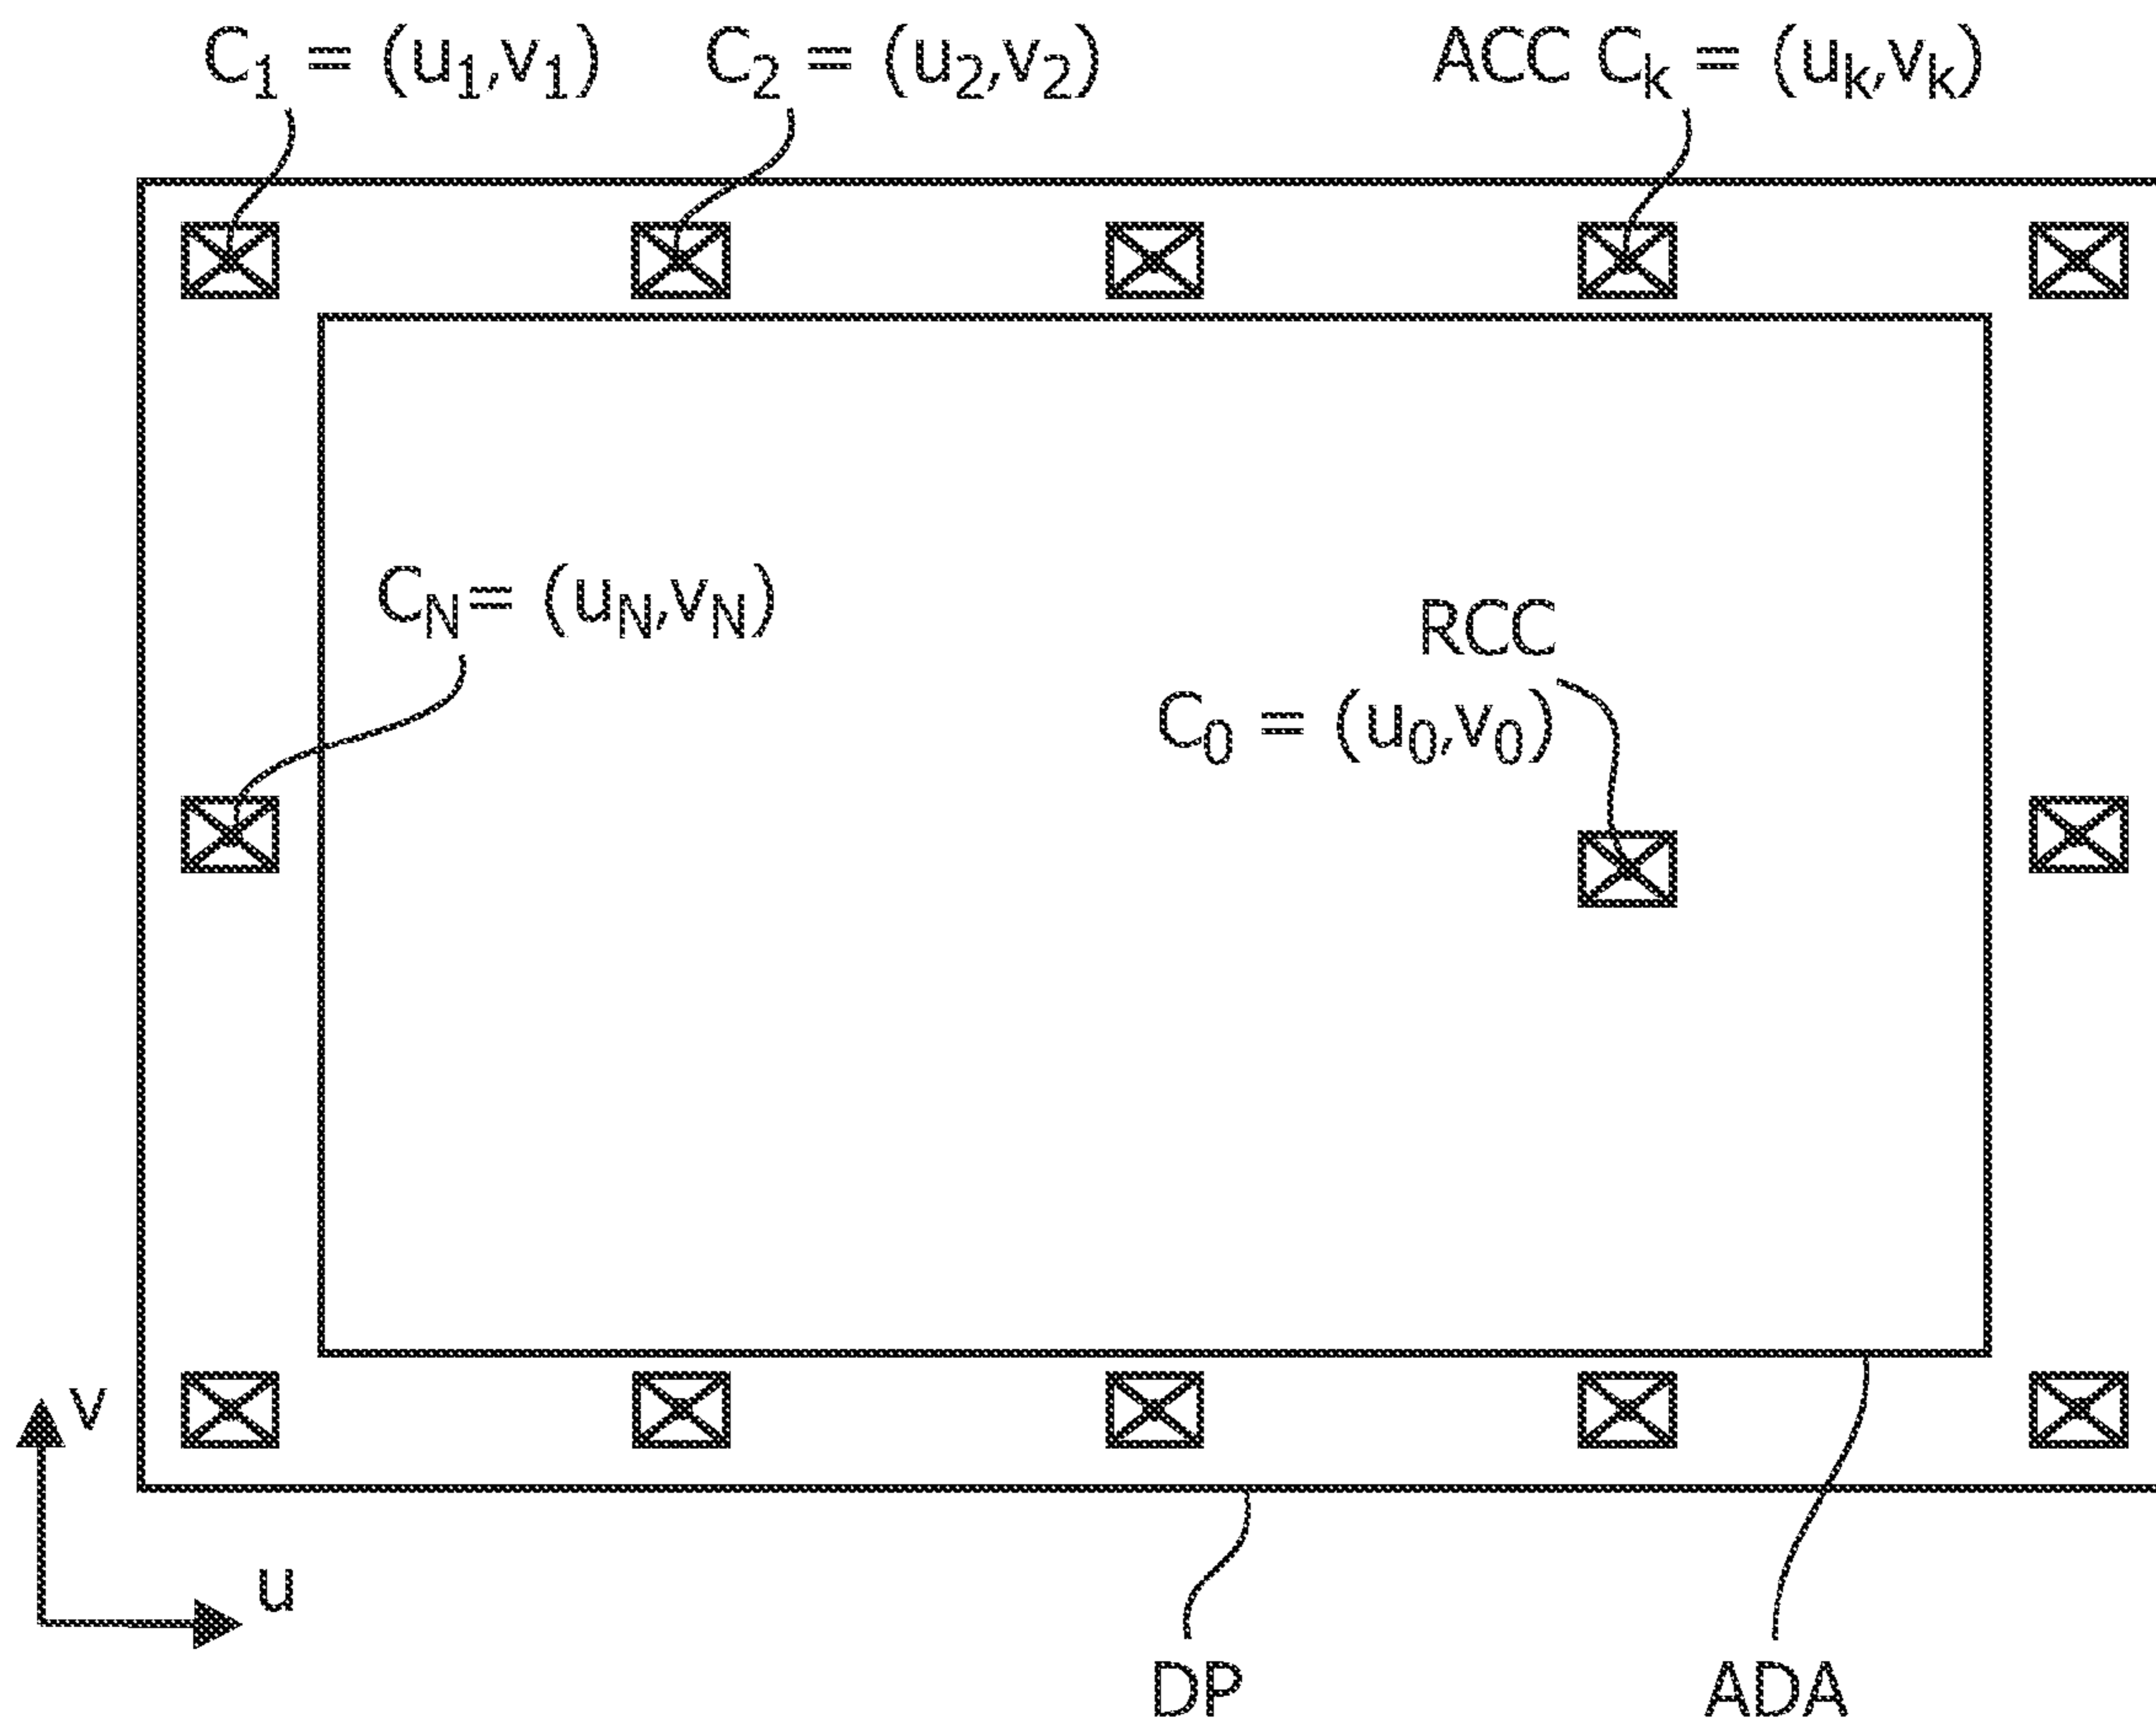 C1 = (u1,v1)
C2 = (u2,v2)
ACC Ck = (uk,vk)
CN = (uN,vN)
RCC
C0 = (u0,v0)
v
u
DP
ADA